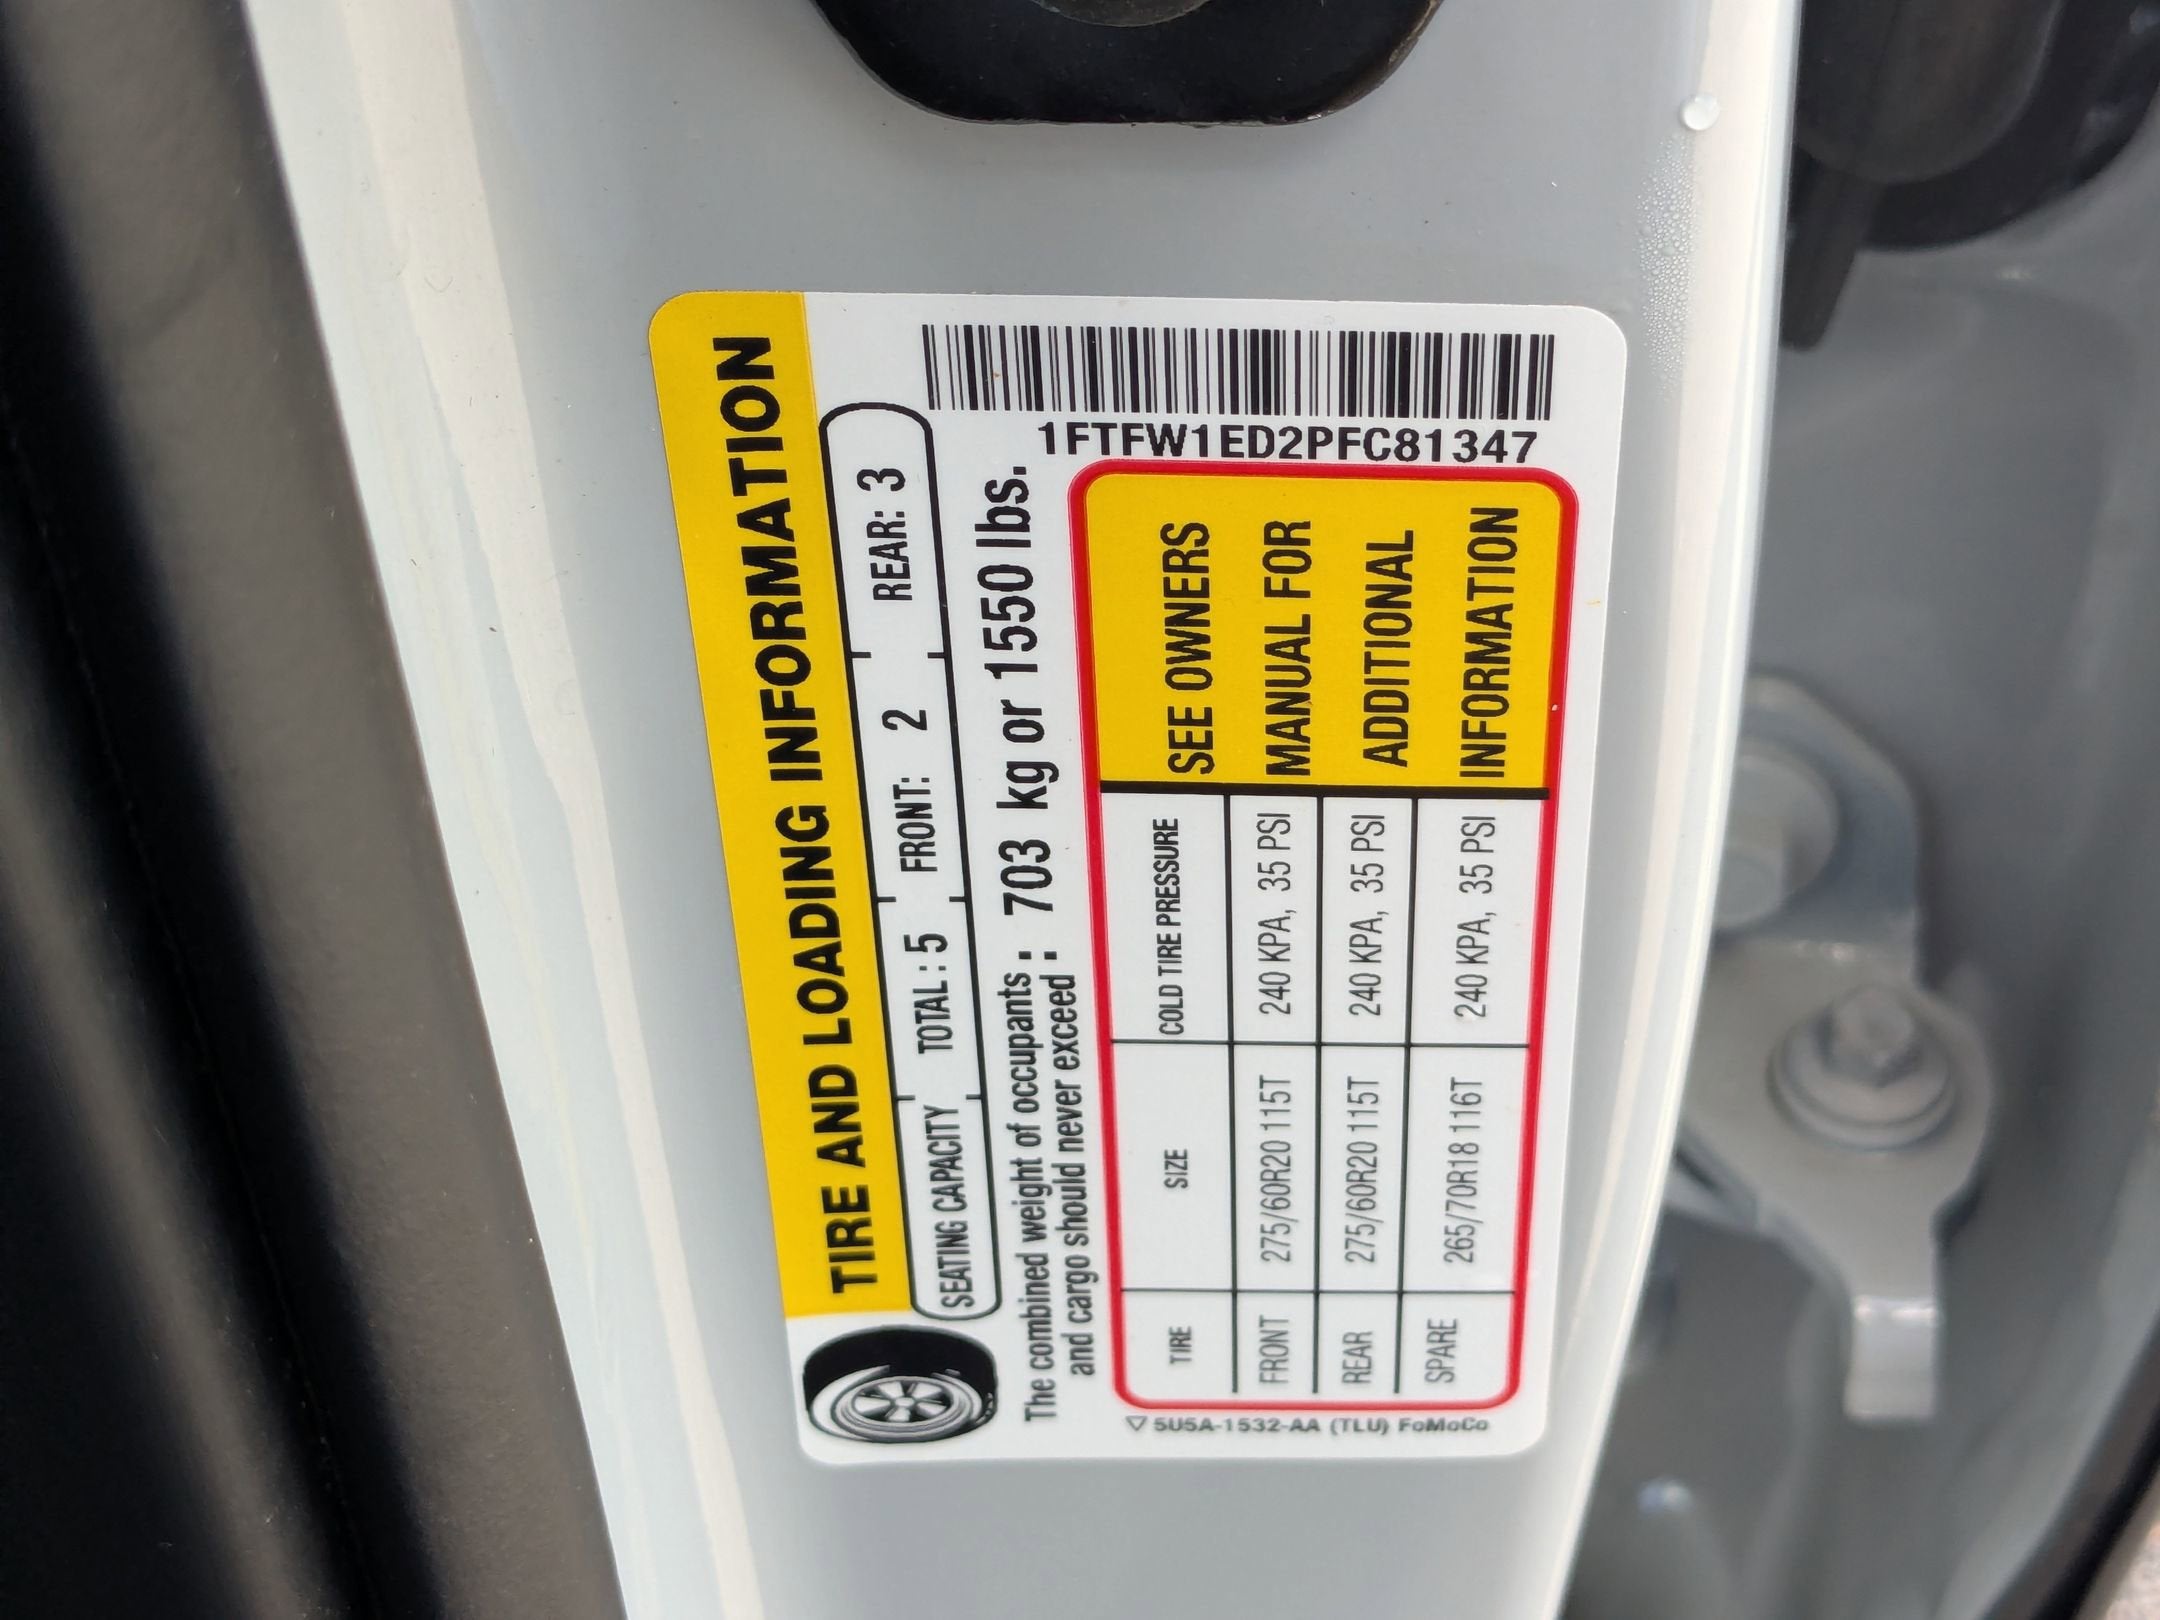 TIRE AND LOADING INFORMATION
SEATING CAPACITY TOTAL: 5 FRONT: 2 REAR: 3
The combined weight of occupants :
and cargo should never exceed :
703 kg or 1550 lbs.
1FTFW1ED2PFC81347
TIRE SIZE COLD TIRE PRESSURE
FRONT 275/60R20 115T 240 KPA, 35 PSI
REAR 275/60R20 115T 240 KPA, 35 PSI
SPARE 265/70R18 116T 240 KPA, 35 PSI
SEE OWNERS
MANUAL FOR
ADDITIONAL
INFORMATION
5U5A-1532-AA (TLU) FoMoCo